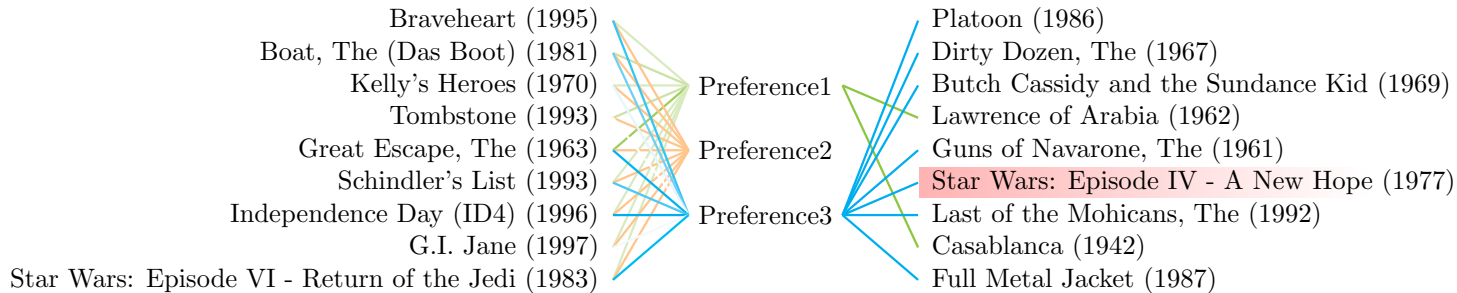 Braveheart (1995)
Boat, The (Das Boot) (1981)
Kelly's Heroes (1970)
Tombstone (1993)
Great Escape, The (1963)
Schindler's List (1993)
Independence Day (ID4) (1996)
G.I. Jane (1997)
Star Wars: Episode VI - Return of the Jedi (1983)
Preference1
Preference2
Preference3
Platoon (1986)
Dirty Dozen, The (1967)
Butch Cassidy and the Sundance Kid (1969)
Lawrence of Arabia (1962)
Guns of Navarone, The (1961)
Star Wars: Episode IV - A New Hope (1977)
Last of the Mohicans, The (1992)
Casablanca (1942)
Full Metal Jacket (1987)